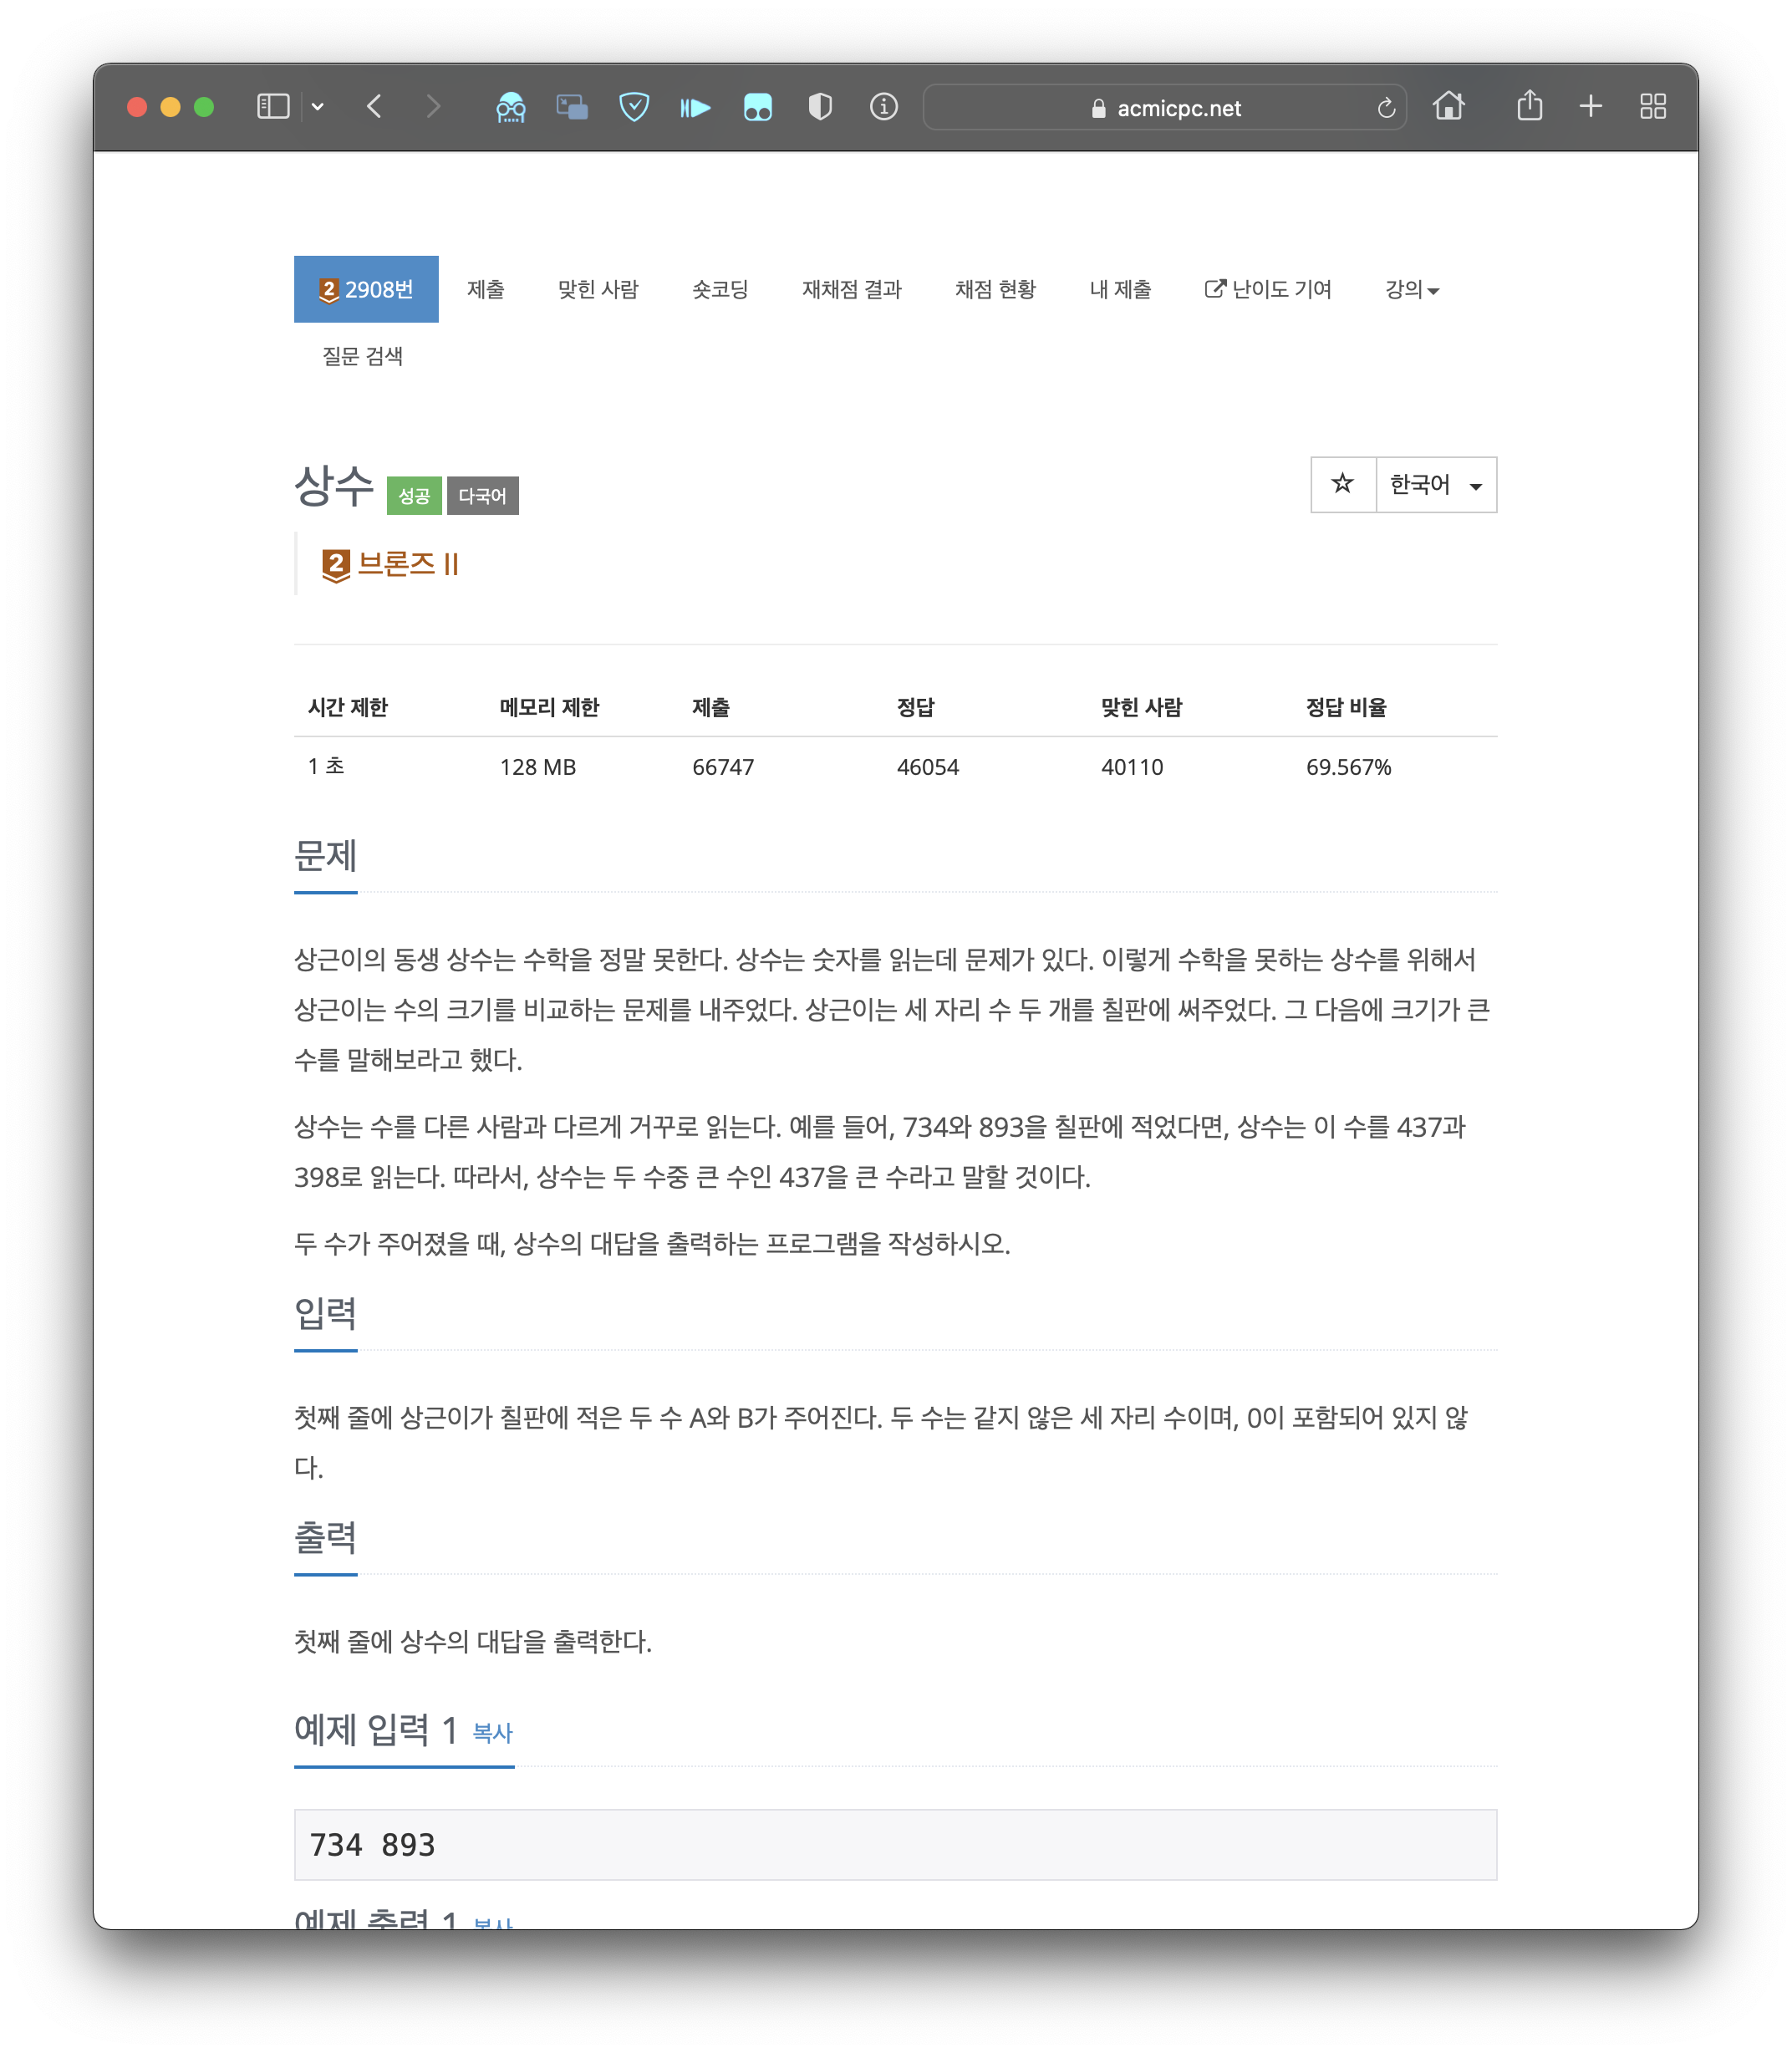 acmicpc.net
2 2908번 제출 맞힌 사람 숏코딩 재채점 결과 채점 현황 내 제출 난이도 기여 강의
질문 검색
상수 성공 다국어 한국어
2 브론즈 II
시간 제한 메모리 제한 제출 정답 맞힌 사람 정답 비율
1 초 128 MB 66747 46054 40110 69.567%
문제
상근이의 동생 상수는 수학을 정말 못한다. 상수는 숫자를 읽는데 문제가 있다. 이렇게 수학을 못하는 상수를 위해서
상근이는 수의 크기를 비교하는 문제를 내주었다. 상근이는 세 자리 수 두 개를 칠판에 써주었다. 그 다음에 크기가 큰
수를 말해보라고 했다.
상수는 수를 다른 사람과 다르게 거꾸로 읽는다. 예를 들어, 734와 893을 칠판에 적었다면, 상수는 이 수를 437과
398로 읽는다. 따라서, 상수는 두 수중 큰 수인 437을 큰 수라고 말할 것이다.
두 수가 주어졌을 때, 상수의 대답을 출력하는 프로그램을 작성하시오.
입력
첫째 줄에 상근이가 칠판에 적은 두 수 A와 B가 주어진다. 두 수는 같지 않은 세 자리 수이며, 0이 포함되어 있지 않
다.
출력
첫째 줄에 상수의 대답을 출력한다.
예제 입력 1 복사
734 893
예제 출력 1 복사